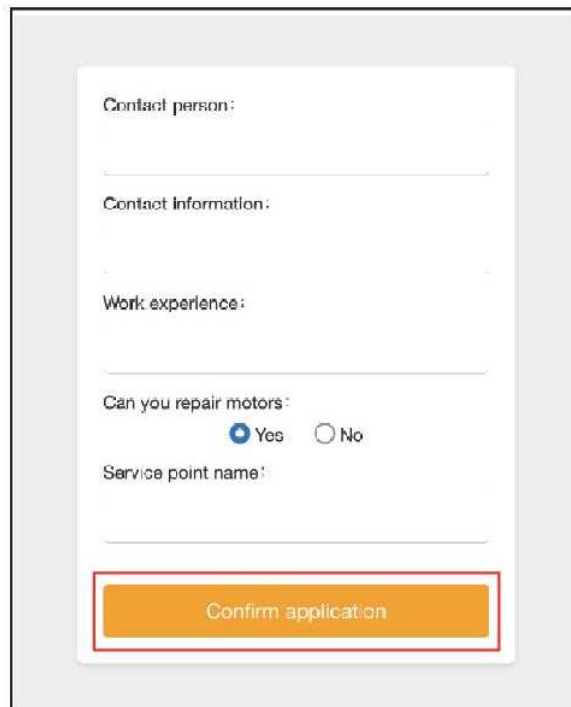 Contact person:
Contact information:
Work experience:
Can you repair motors:
Yes No
Service point name:
Confirm application